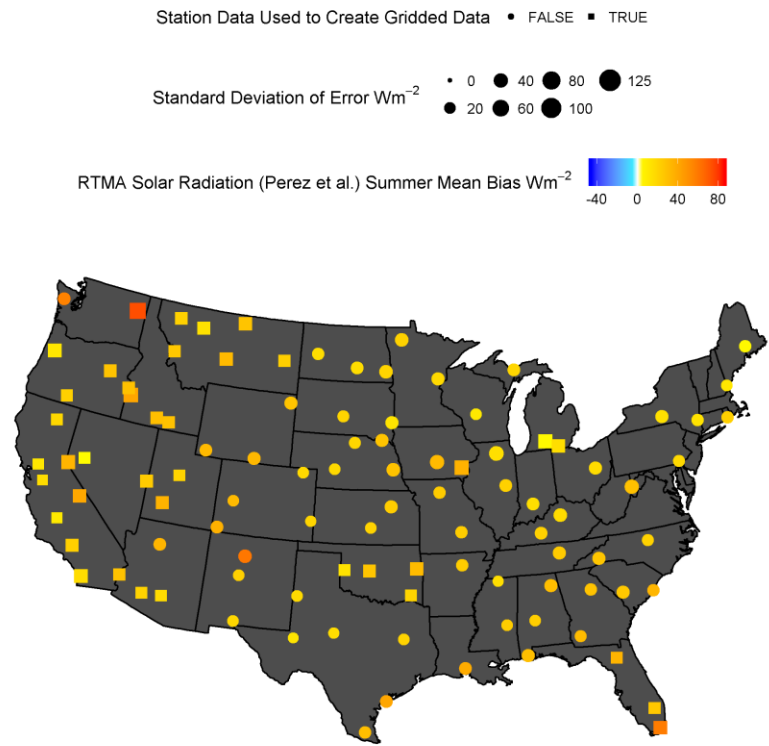 Station Data Used to Create Gridded Data FALSE TRUE
Standard Deviation of Error Wm−2 0 40 80 125
20 60 100
RTMA Solar Radiation (Perez et al.) Summer Mean Bias Wm−2
-40 0 40 80